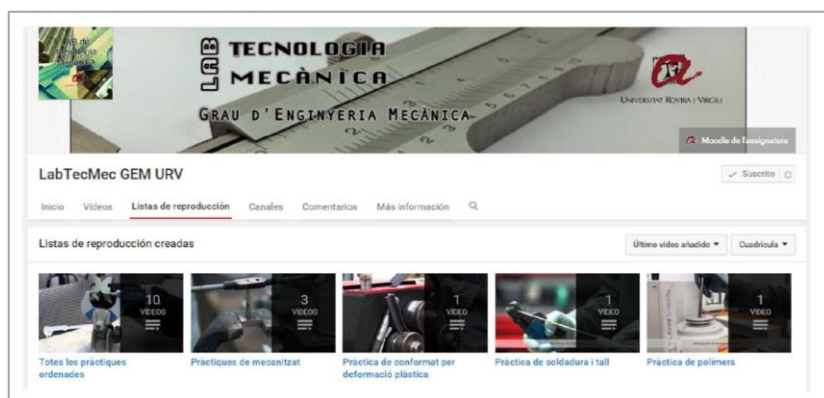 LAB TECNOLOGIA
MECÀNICA
GRAU D'ENGINYERIA MECÀNICA
UNIVERSITAT ROVIRA I VIRGILI
Moodle de l'assignatura
LabTecMec GEM URV
Suscrito
Inicio Vídeos Listas de reproducción Canales Comentarios Más información
Listas de reproducción creadas
Último vídeo añadido Cuadrícula
10 VÍDEOS
3 VÍDEOS
1 VÍDEO
1 VÍDEO
1 VÍDEO
Totes les pràctiques
ordenades
Pràctiques de mecanitzat
Pràctica de conformat per
deformació plàstica
Pràctica de soldadura i tall
Pràctica de polimers